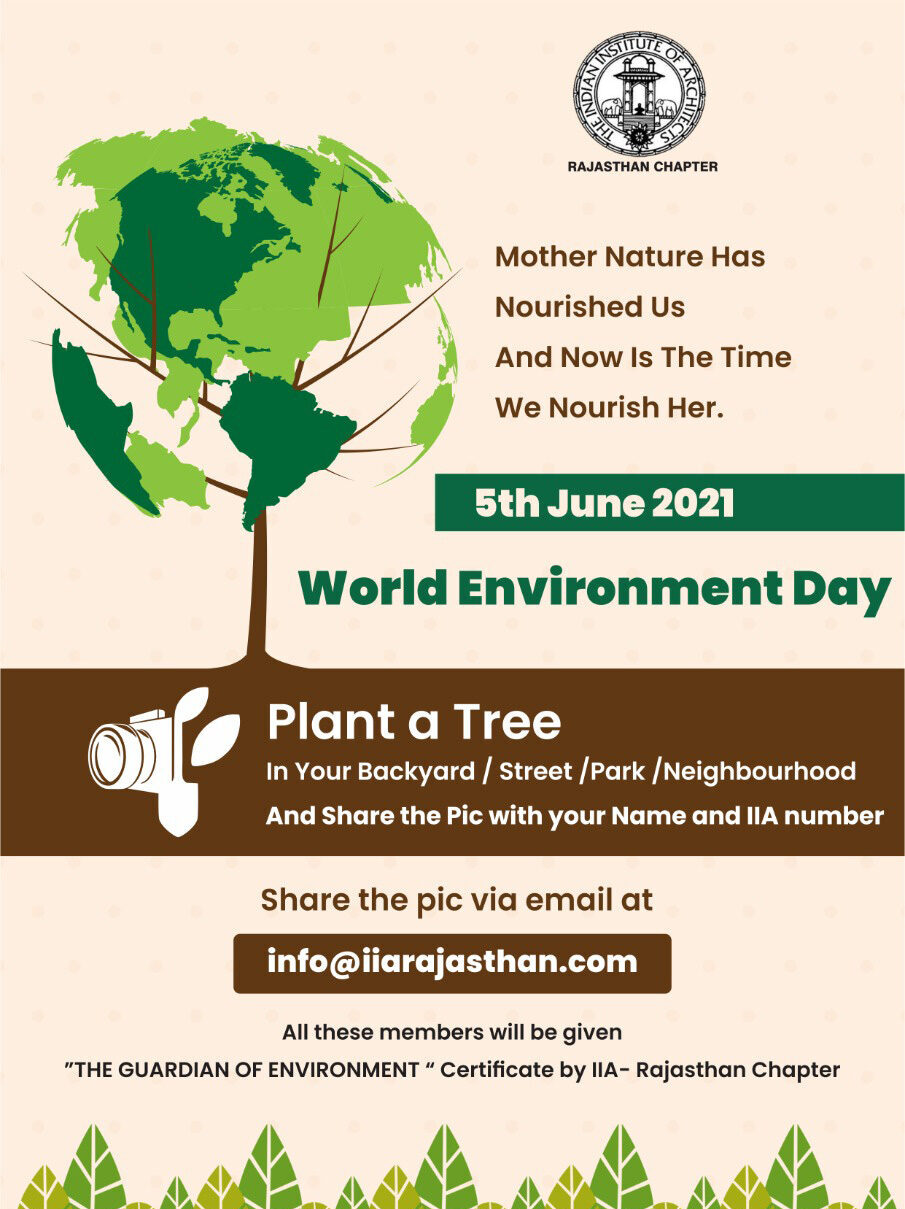 THE INDIAN INSTITUTE OF ARCHITECTS
RAJASTHAN CHAPTER
Mother Nature Has
Nourished Us
And Now Is The Time
We Nourish Her.
5th June 2021
World Environment Day
Plant a Tree
In Your Backyard / Street /Park /Neighbourhood
And Share the Pic with your Name and IIA number
Share the pic via email at
info@iiarajasthan.com
All these members will be given
”THE GUARDIAN OF ENVIRONMENT “ Certificate by IIA- Rajasthan Chapter